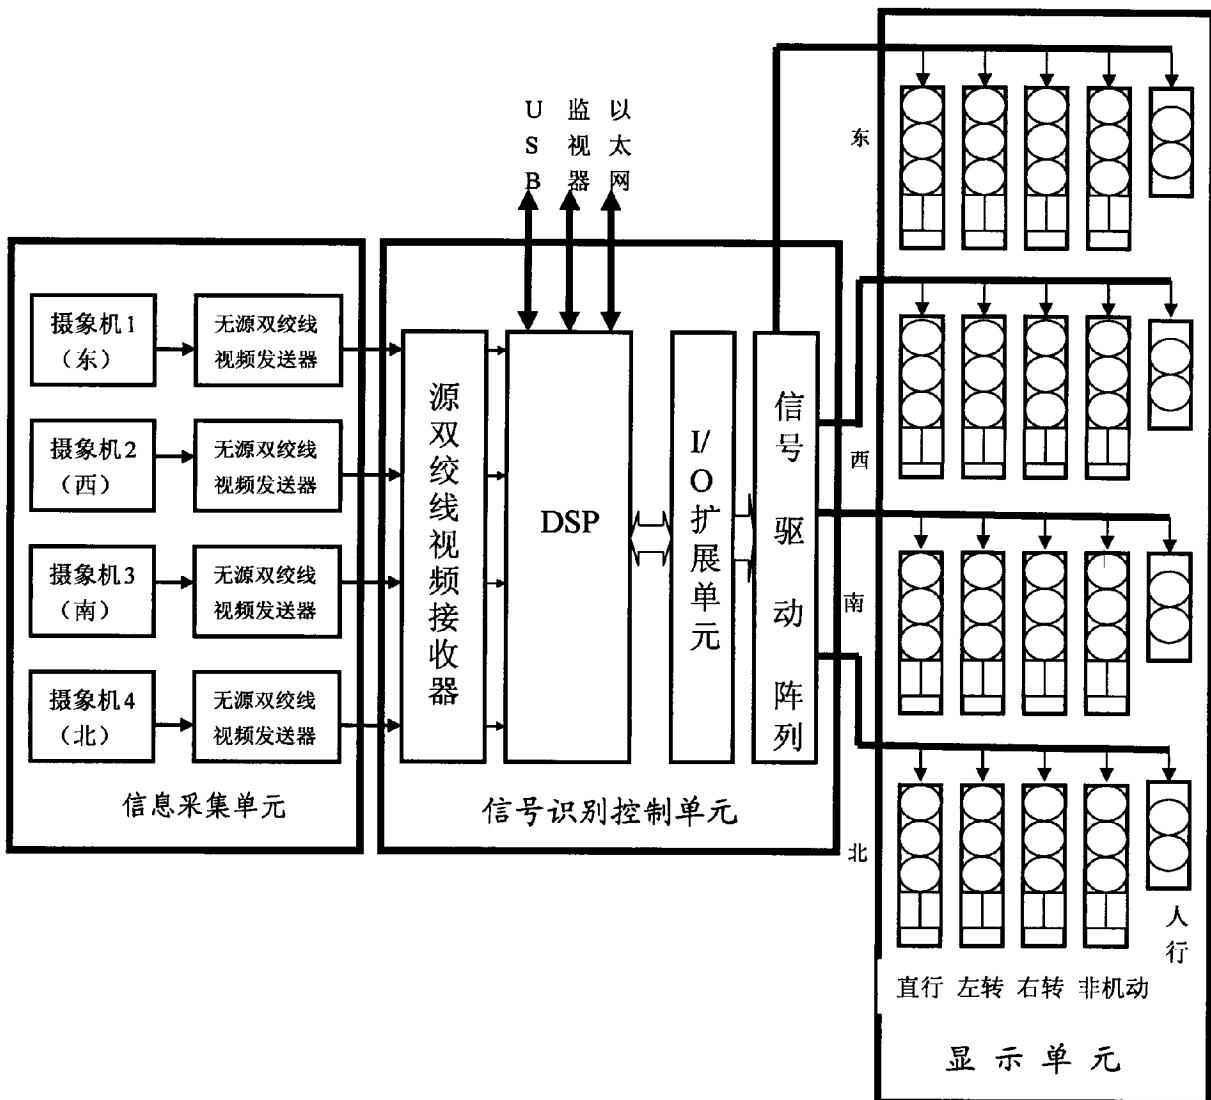 USB
监视器
以太网
东
摄象机1
（东）
无源双绞线
视频发送器
摄象机2
（西）
无源双绞线
视频发送器
摄象机3
（南）
无源双绞线
视频发送器
摄象机4
（北）
无源双绞线
视频发送器
信息采集单元
源双绞线视频接收器
DSP
I/O扩展单元
信号驱动阵列
信号识别控制单元
西
南
北
直行
左转
右转
非机动
人行
显示单元